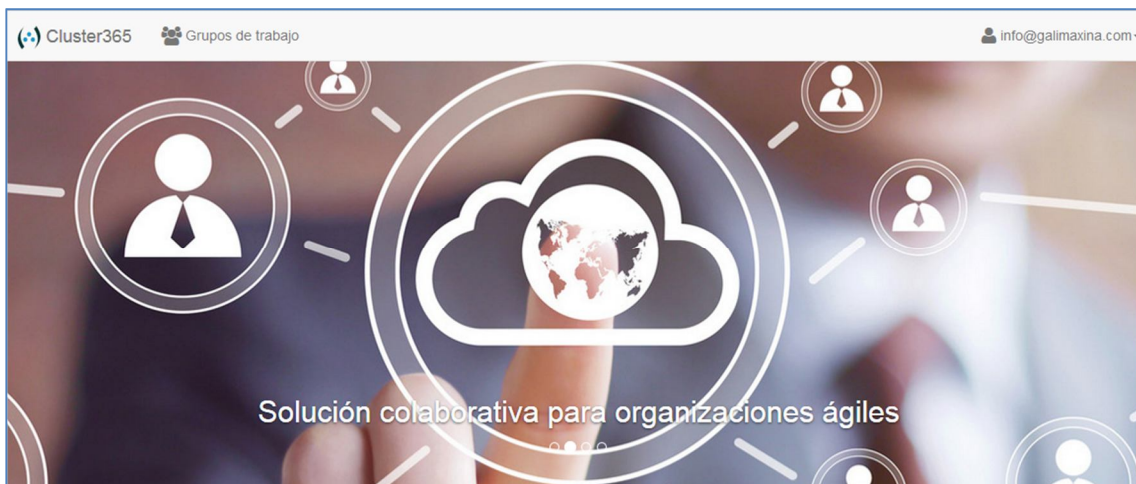 Cluster365
Grupos de trabajo
info@galimaxina.com
Solución colaborativa para organizaciones ágiles